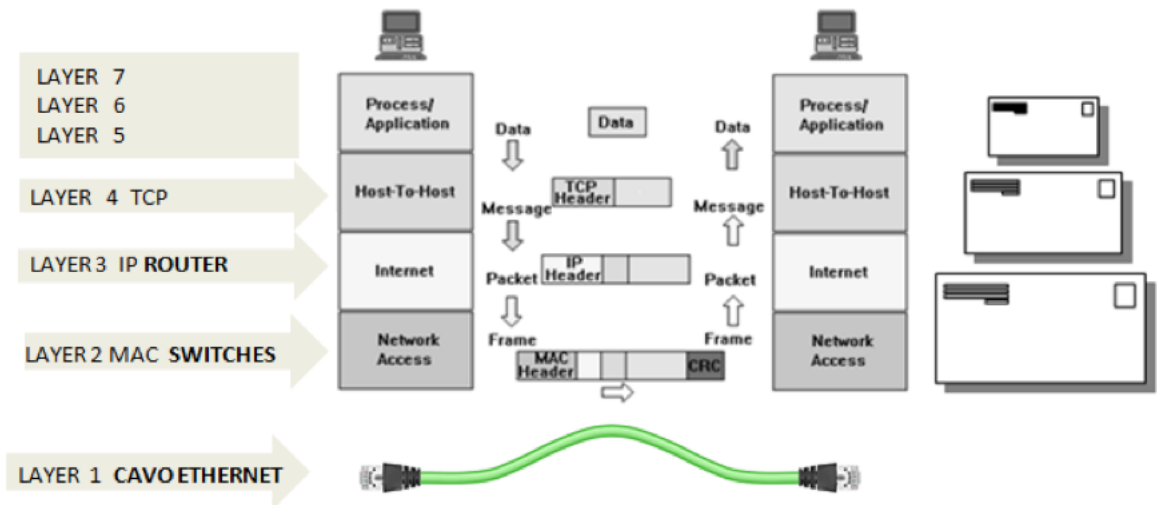 LAYER 7
LAYER 6
LAYER 5
LAYER 4 TCP
LAYER 3 IP ROUTER
LAYER 2 MAC SWITCHES
LAYER 1 CAVO ETHERNET
Process/
Application
Host-To-Host
Internet
Network
Access
Data
Message
Packet
Frame
Data
TCP
Header
IP
Header
MAC
Header
CRC
Data
Message
Packet
Frame
Process/
Application
Host-To-Host
Internet
Network
Access